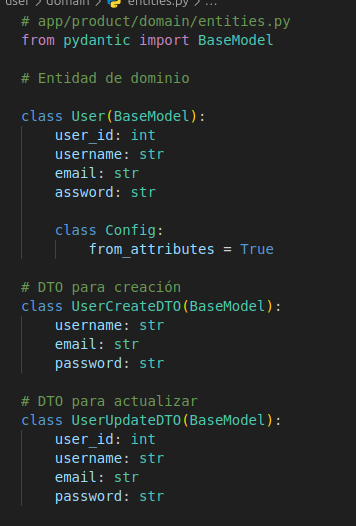 user > domain > entities.py > ...
# app/product/domain/entities.py
from pydantic import BaseModel
# Entidad de dominio
class User(BaseModel):
    user_id: int
    username: str
    email: str
    assword: str
    class Config:
        from_attributes = True
# DTO para creación
class UserCreateDTO(BaseModel):
    username: str
    email: str
    password: str
# DTO para actualizar
class UserUpdateDTO(BaseModel):
    user_id: int
    username: str
    email: str
    password: str